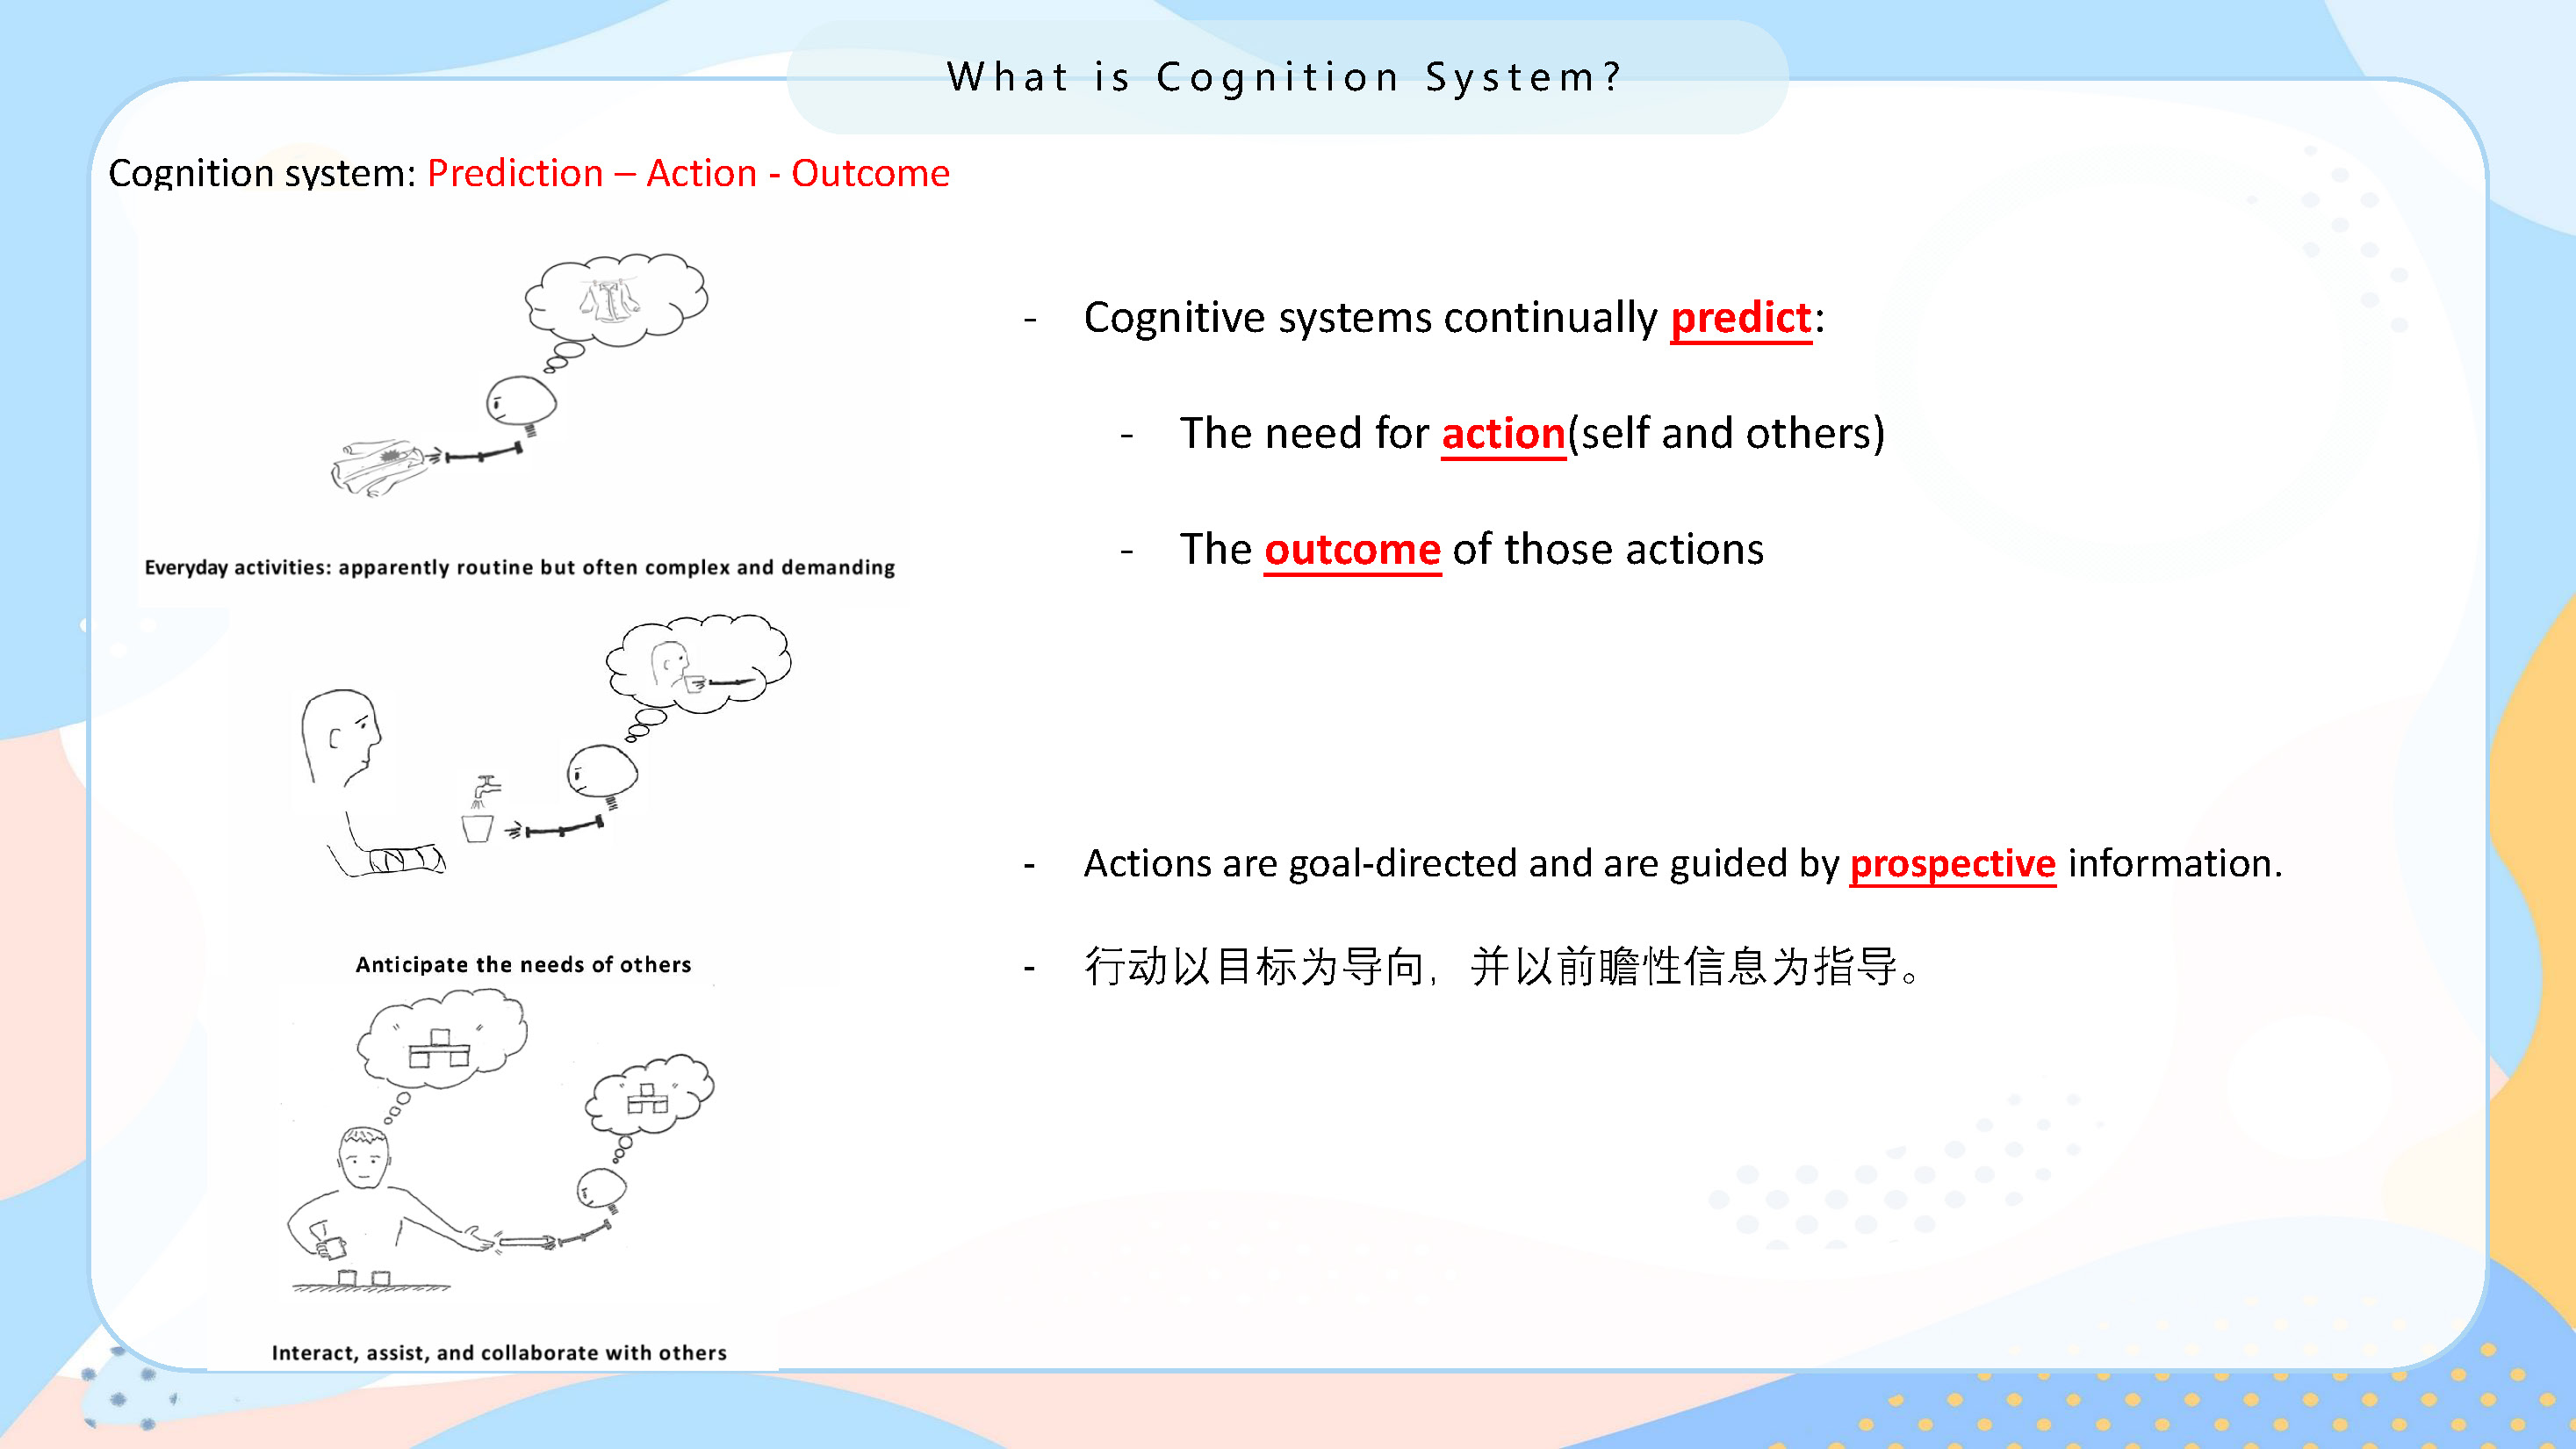 What is Cognition System?
Cognition system: Prediction – Action - Outcome
- Cognitive systems continually predict:
- The need for action(self and others)
- The outcome of those actions
Everyday activities: apparently routine but often complex and demanding
- Actions are goal-directed and are guided by prospective information.
- 行动以目标为导向，并以前瞻性信息为指导。
Anticipate the needs of others
Interact, assist, and collaborate with others